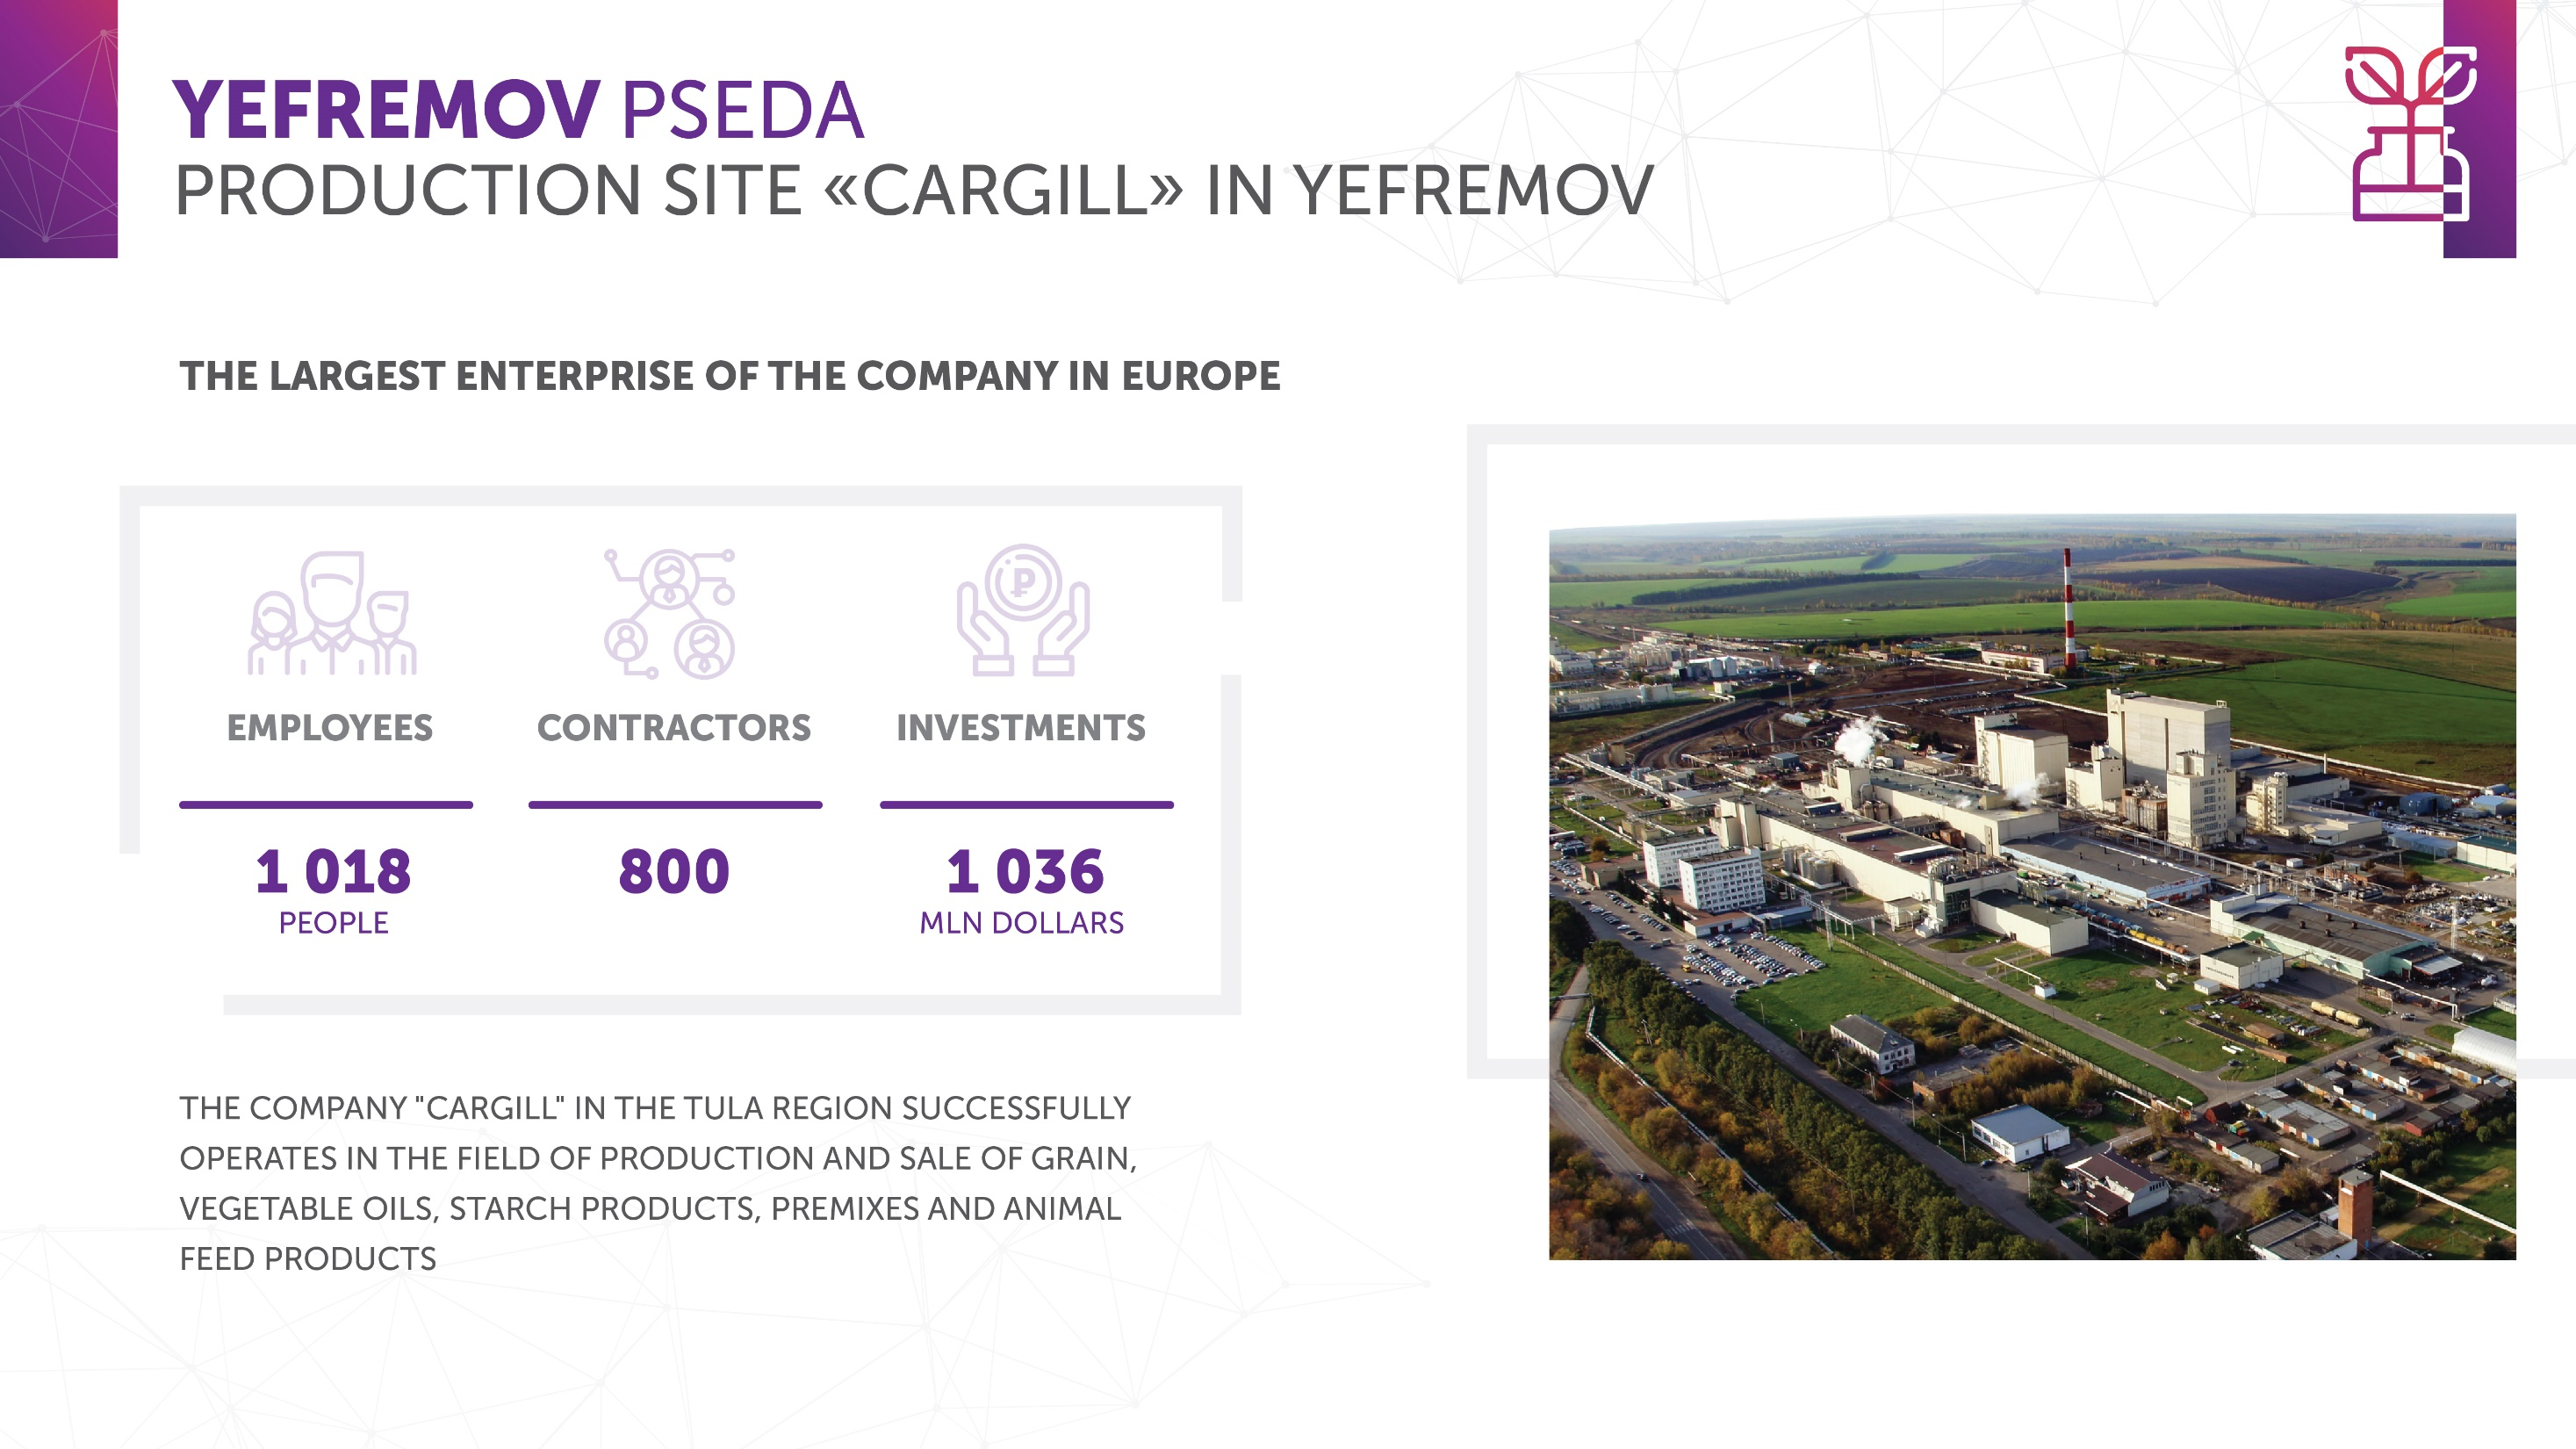 YEFREMOV PSEDA
PRODUCTION SITE «CARGILL» IN YEFREMOV
THE LARGEST ENTERPRISE OF THE COMPANY IN EUROPE
EMPLOYEES
1 018
PEOPLE
CONTRACTORS
800
INVESTMENTS
1 036
MLN DOLLARS
THE COMPANY "CARGILL" IN THE TULA REGION SUCCESSFULLY
OPERATES IN THE FIELD OF PRODUCTION AND SALE OF GRAIN,
VEGETABLE OILS, STARCH PRODUCTS, PREMIXES AND ANIMAL
FEED PRODUCTS